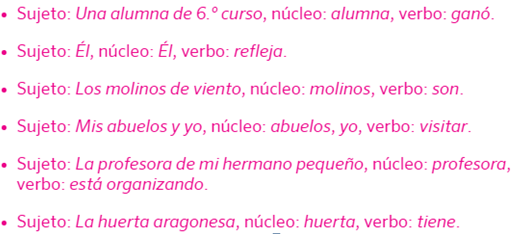 • Sujeto: Una alumna de 6.º curso, núcleo: alumna, verbo: ganó.
• Sujeto: Él, núcleo: Él, verbo: refleja.
• Sujeto: Los molinos de viento, núcleo: molinos, verbo: son.
• Sujeto: Mis abuelos y yo, núcleo: abuelos, yo, verbo: visitar.
• Sujeto: La profesora de mi hermano pequeño, núcleo: profesora,
verbo: está organizando.
• Sujeto: La huerta aragonesa, núcleo: huerta, verbo: tiene.